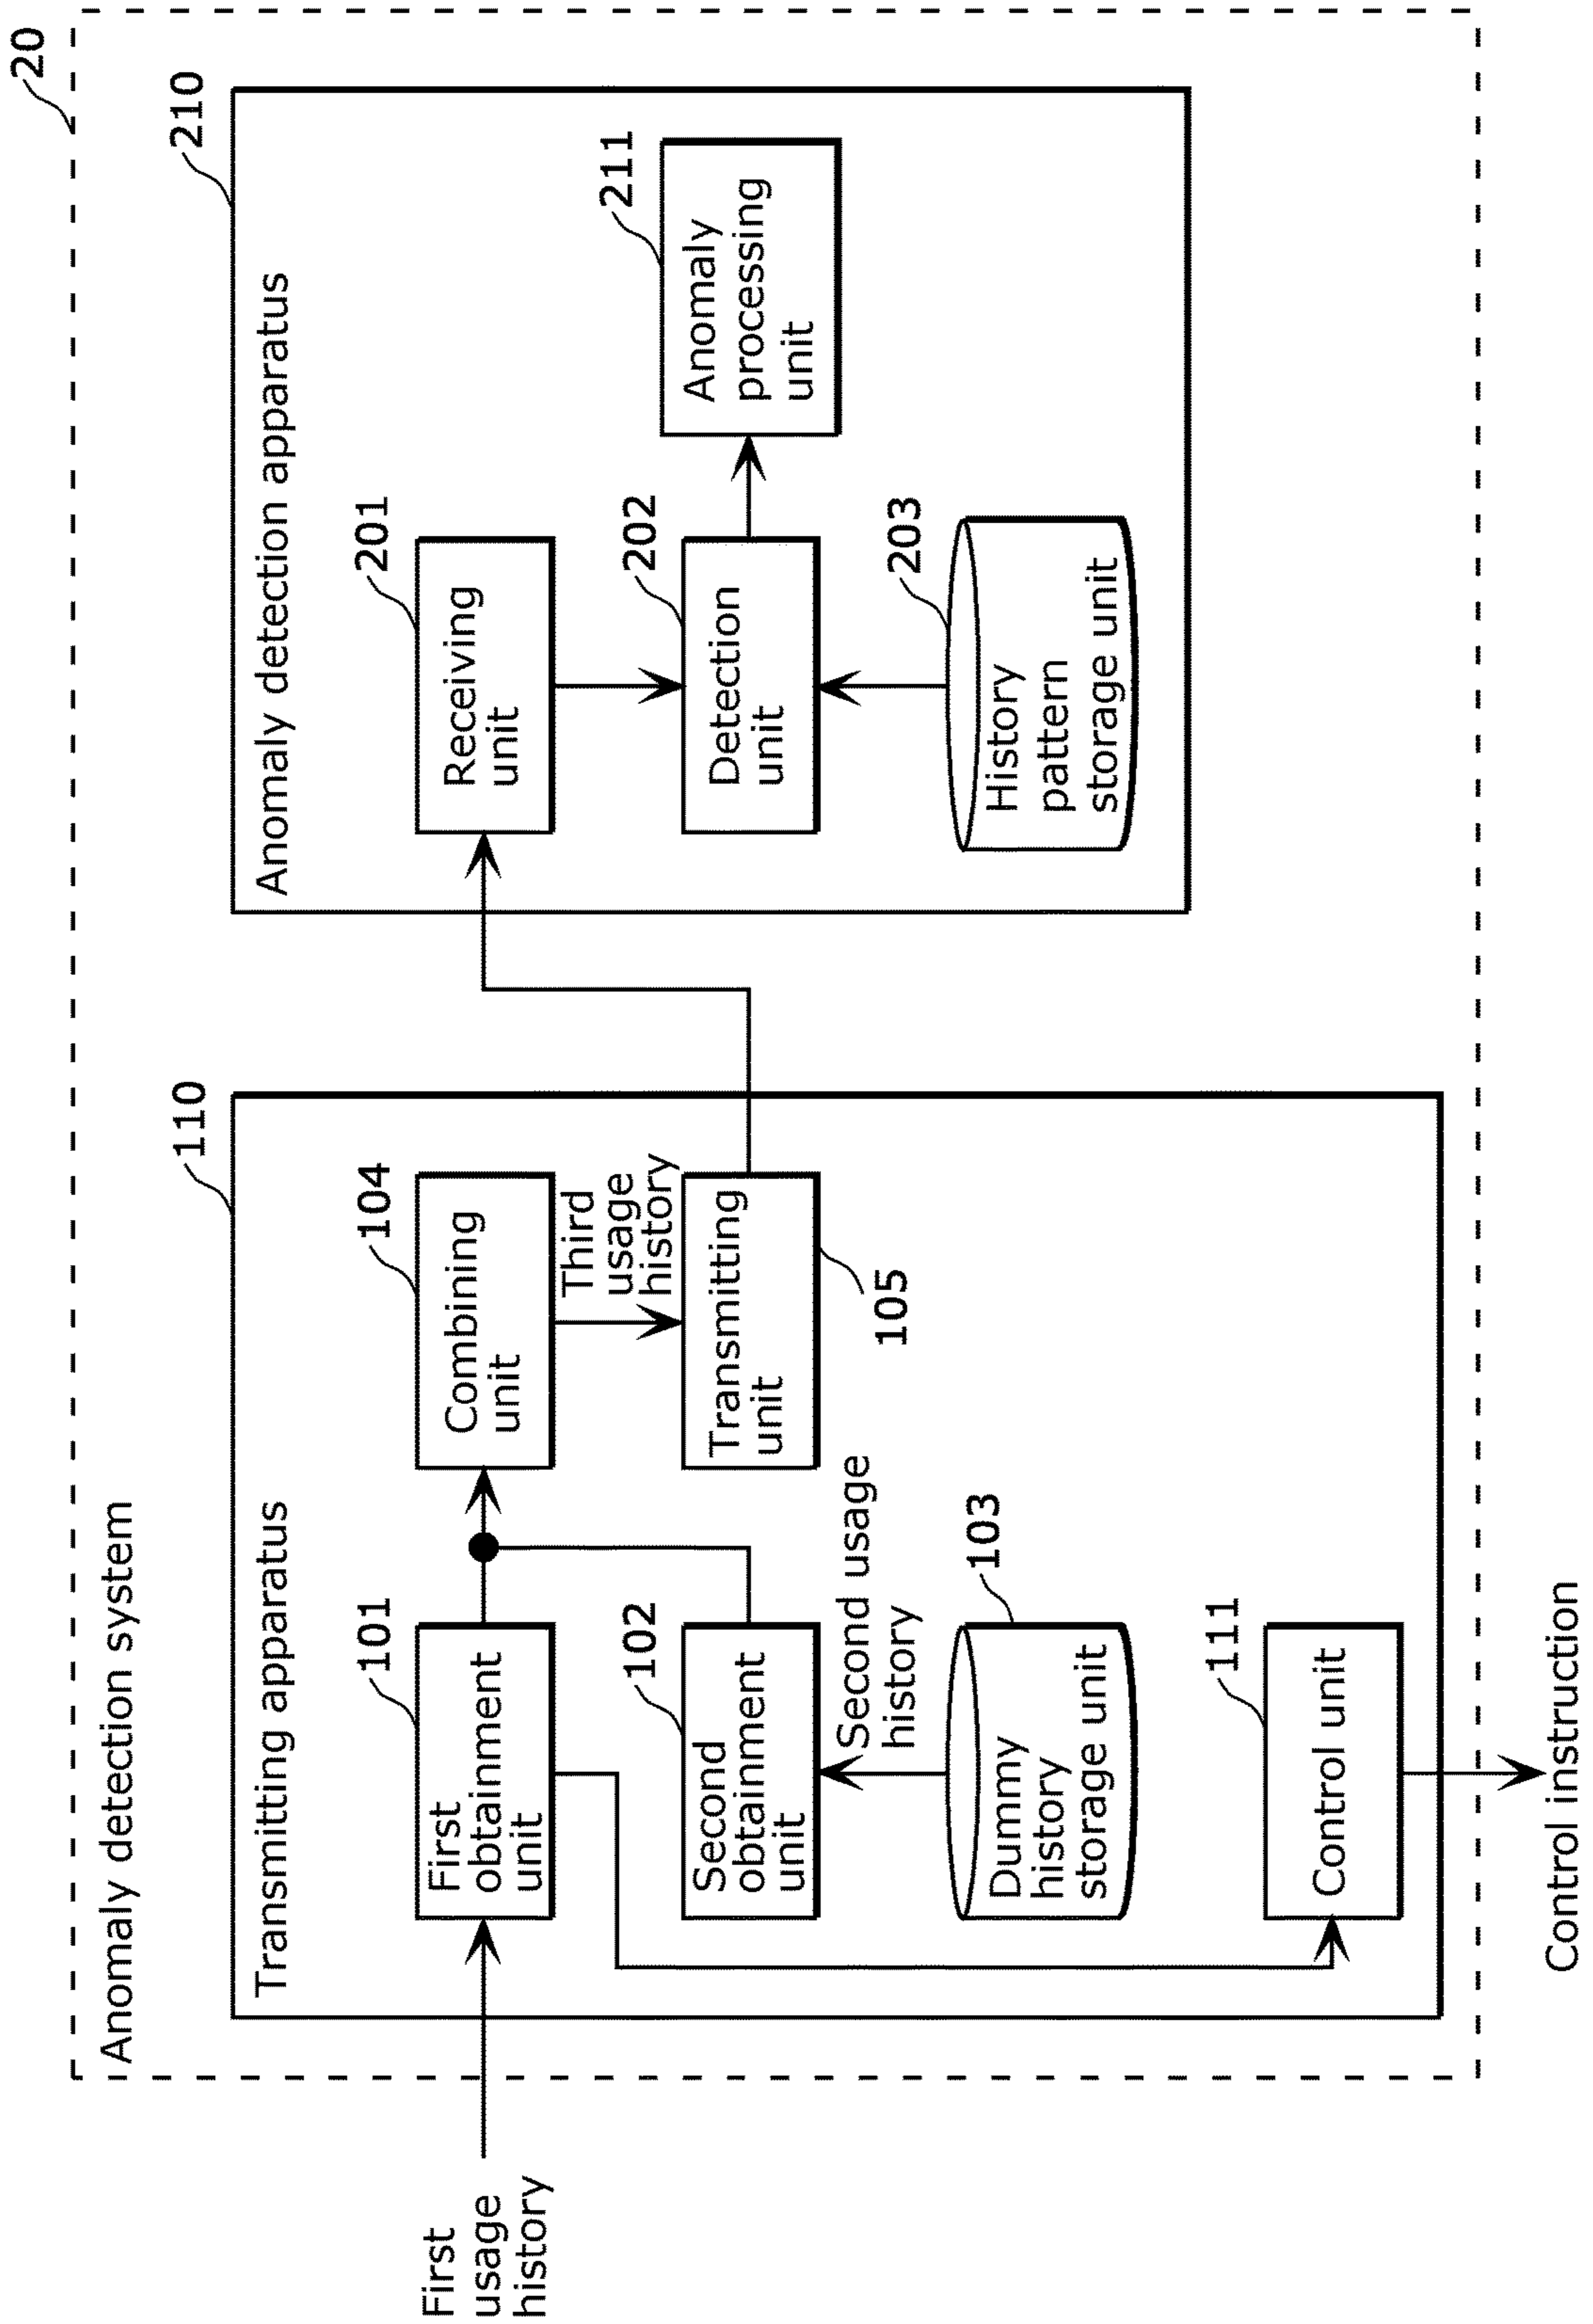 20
Anomaly detection system
110
Transmitting apparatus
First
usage
history
101
First
obtainment
unit
104
Combining
unit
Third
usage
history
102
Second
obtainment
unit
Transmitting
unit
105
Second usage
history
103
Dummy
history
storage unit
111
Control unit
Control instruction
210
Anomaly detection apparatus
201
Receiving
unit
202
Detection
unit
211
Anomaly
processing
unit
203
History
pattern
storage unit